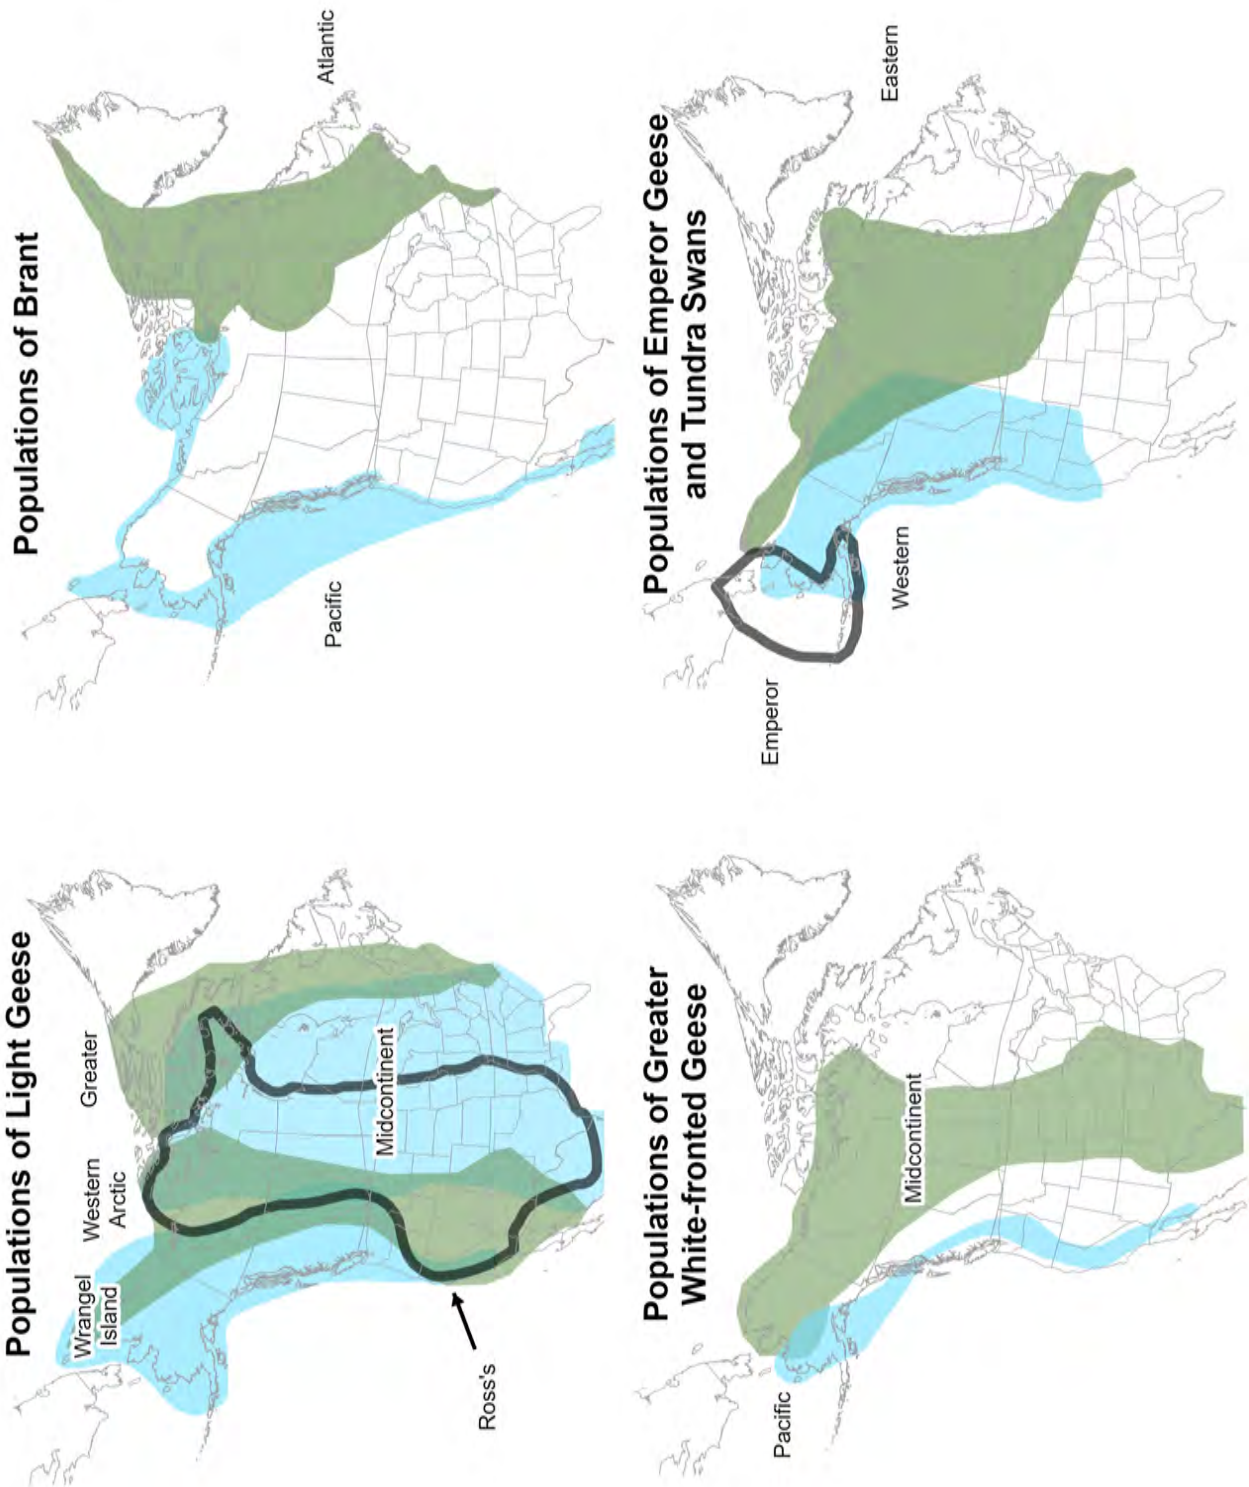 Populations of Light Geese
Wrangel
Island
Western
Arctic
Greater
Midcontinent
Ross's
Populations of Brant
Pacific
Atlantic
Populations of Greater
White-fronted Geese
Pacific
Midcontinent
Populations of Emperor Geese
and Tundra Swans
Emperor
Western
Eastern